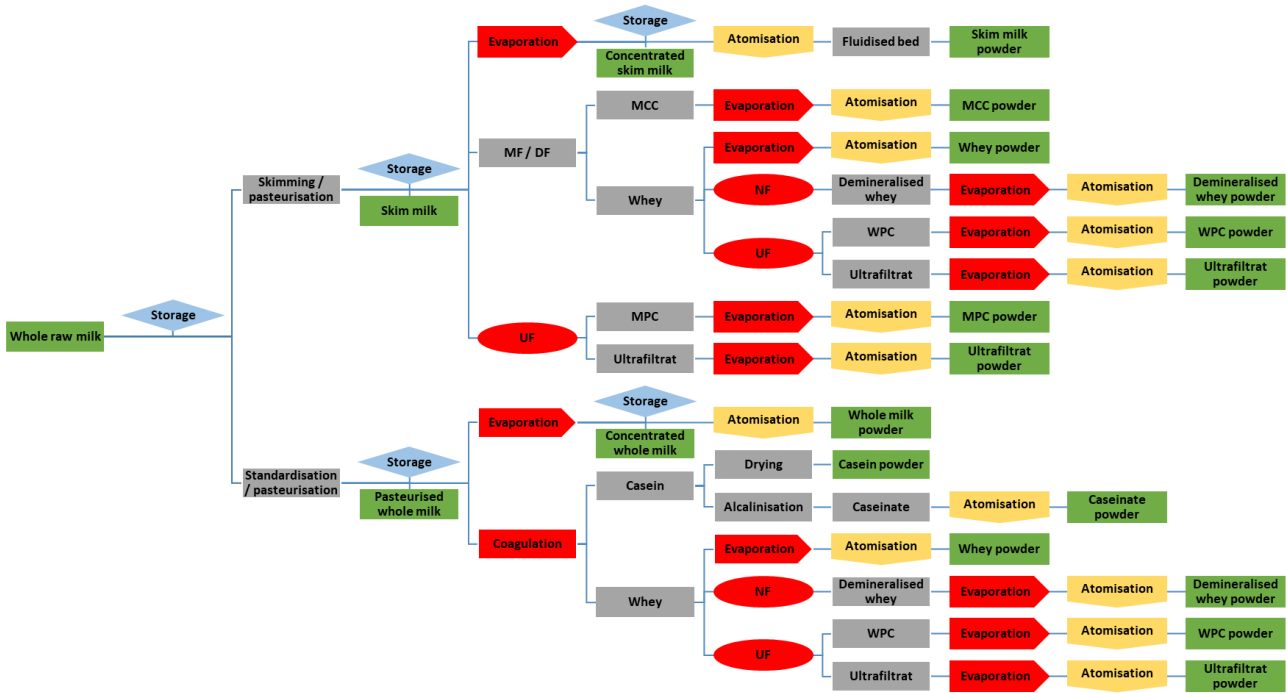 Storage
Evaporation
Concentrated
skim milk
Atomisation
Fluidised bed
Skim milk
powder
MCC
Evaporation
Atomisation
MCC powder
MF / DF
Evaporation
Atomisation
Whey powder
Storage
Skimming /
pasteurisation
Skim milk
Whey
NF
Demineralised
whey
Evaporation
Atomisation
Demineralised
whey powder
UF
WPC
Evaporation
Atomisation
WPC powder
Ultrafiltrat
Evaporation
Atomisation
Ultrafiltrat
powder
Whole raw milk
Storage
UF
MPC
Evaporation
Atomisation
MPC powder
Ultrafiltrat
Evaporation
Atomisation
Ultrafiltrat
powder
Storage
Evaporation
Concentrated
whole milk
Atomisation
Whole milk
powder
Storage
Standardisation
/ pasteurisation
Pasteurised
whole milk
Casein
Drying
Casein powder
Alcalinisation
Caseinate
Atomisation
Caseinate
powder
Coagulation
Evaporation
Atomisation
Whey powder
Whey
NF
Demineralised
whey
Evaporation
Atomisation
Demineralised
whey powder
UF
WPC
Evaporation
Atomisation
WPC powder
Ultrafiltrat
Evaporation
Atomisation
Ultrafiltrat
powder